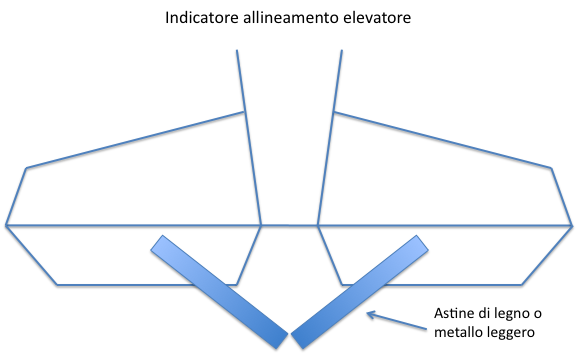 Indicatore allineamento elevatore
Astine di legno o
metallo leggero